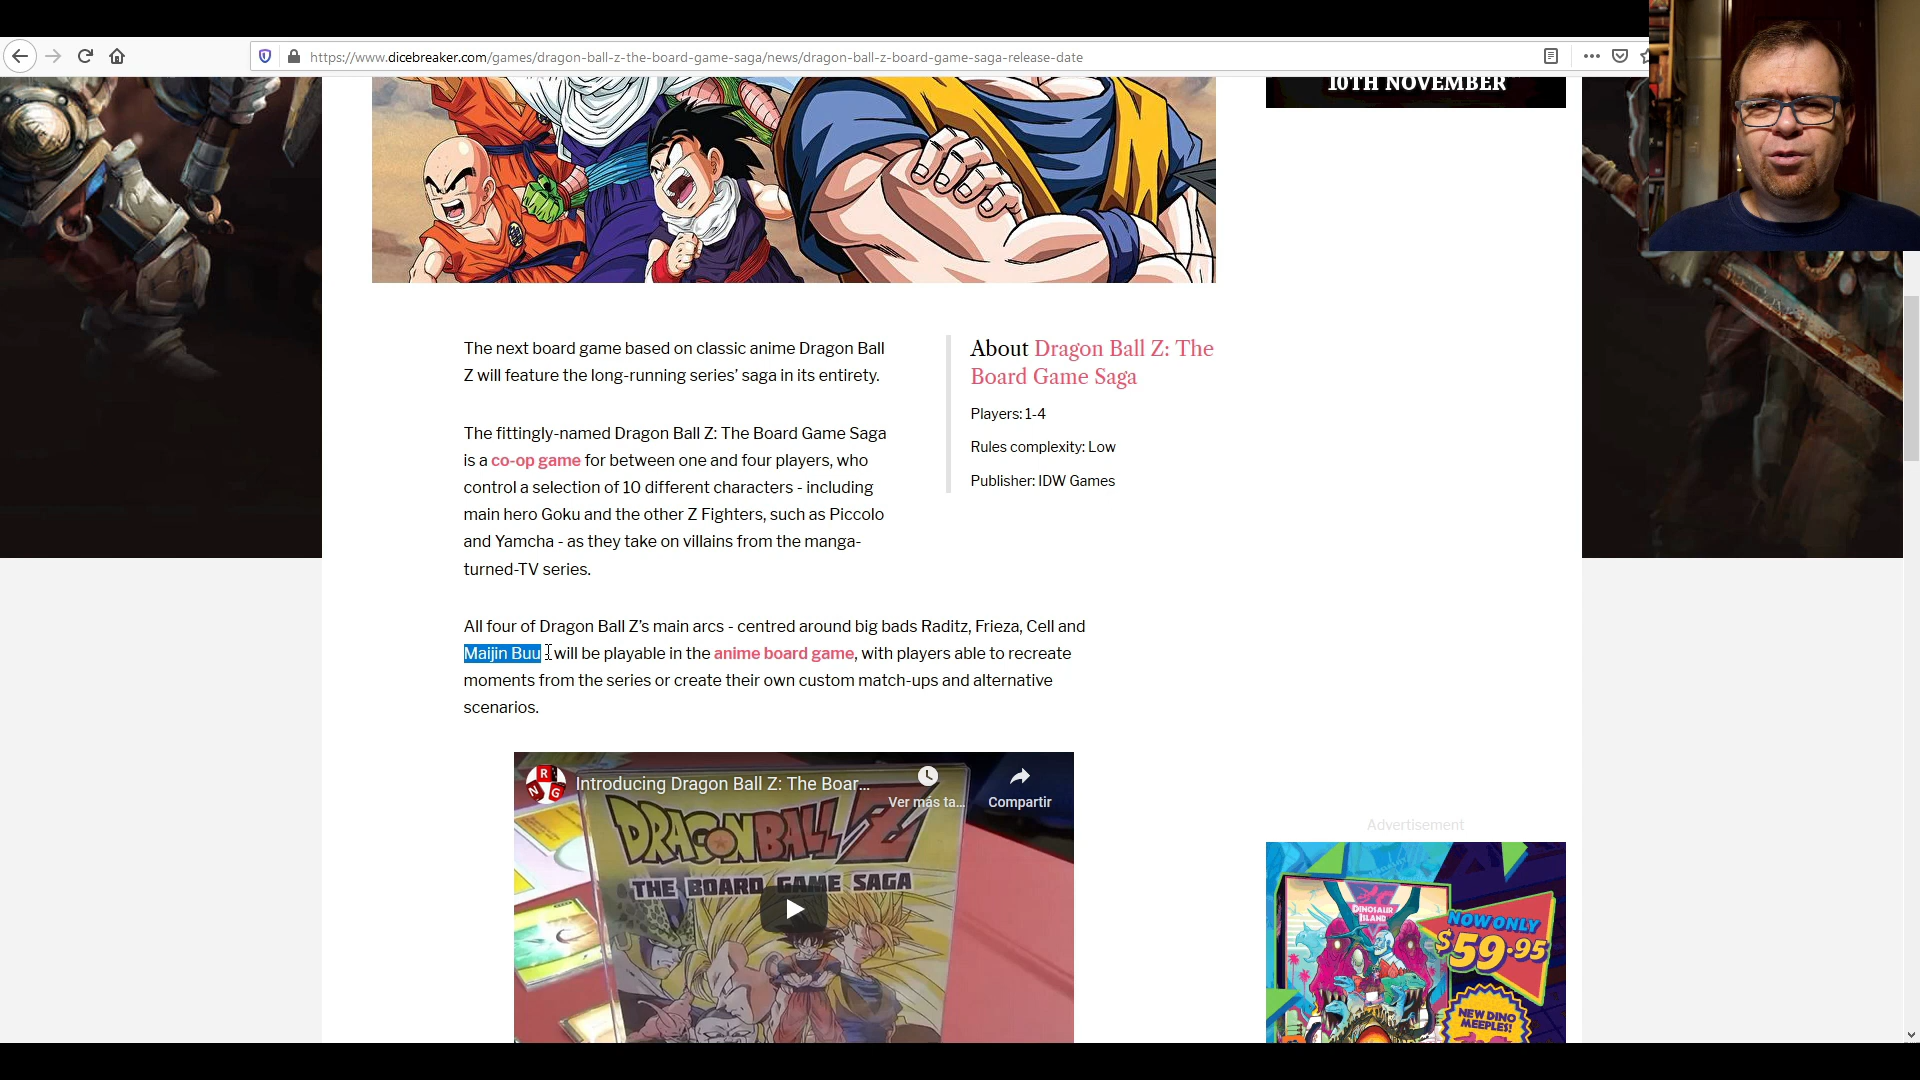 https://www.dicebreaker.com/games/dragon-ball-z-the-board-game-saga/news/dragon-ball-z-board-game-saga-release-date
10TH NOVEMBER
The next board game based on classic anime Dragon Ball
Z will feature the long-running series’ saga in its entirety.
The fittingly-named Dragon Ball Z: The Board Game Saga
is a co-op game for between one and four players, who
control a selection of 10 different characters - including
main hero Goku and the other Z Fighters, such as Piccolo
and Yamcha - as they take on villains from the manga-
turned-TV series.
About Dragon Ball Z: The
Board Game Saga
Players: 1-4
Rules complexity: Low
Publisher: IDW Games
All four of Dragon Ball Z’s main arcs - centred around big bads Raditz, Frieza, Cell and
Maijin Buu - will be playable in the anime board game, with players able to recreate
moments from the series or create their own custom match-ups and alternative
scenarios.
R
N G
Introducing Dragon Ball Z: The Boar...
Ver más ta...
Compartir
DRAGON BALL Z
THE BOARD GAME SAGA
Advertisement
DINOSAUR
ISLAND
NOW ONLY
$59.95
NEW DINO
MEEPLES!